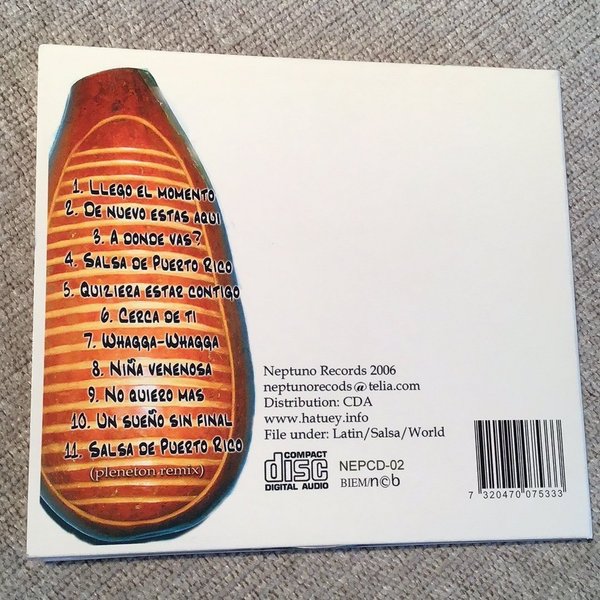 1. Llego el momento
2. De nuevo estas aqui
3. A donde vas?
4. Salsa de Puerto Rico
5. Quiziera estar contigo
6. Cerca de ti
7. Whagga-Whagga
8. Niña venenosa
9. No quiero mas
10. Un sueño sin final
11. Salsa de Puerto Rico
(pleneton.remix)
Neptuno Records 2006
neptunorecods@telia.com
Distribution: CDA
www.hatuey.info
File under: Latin/Salsa/World
COMPACT
disc
DIGITAL AUDIO
NEPCD-02
BIEM/n©b
7 320470 075333